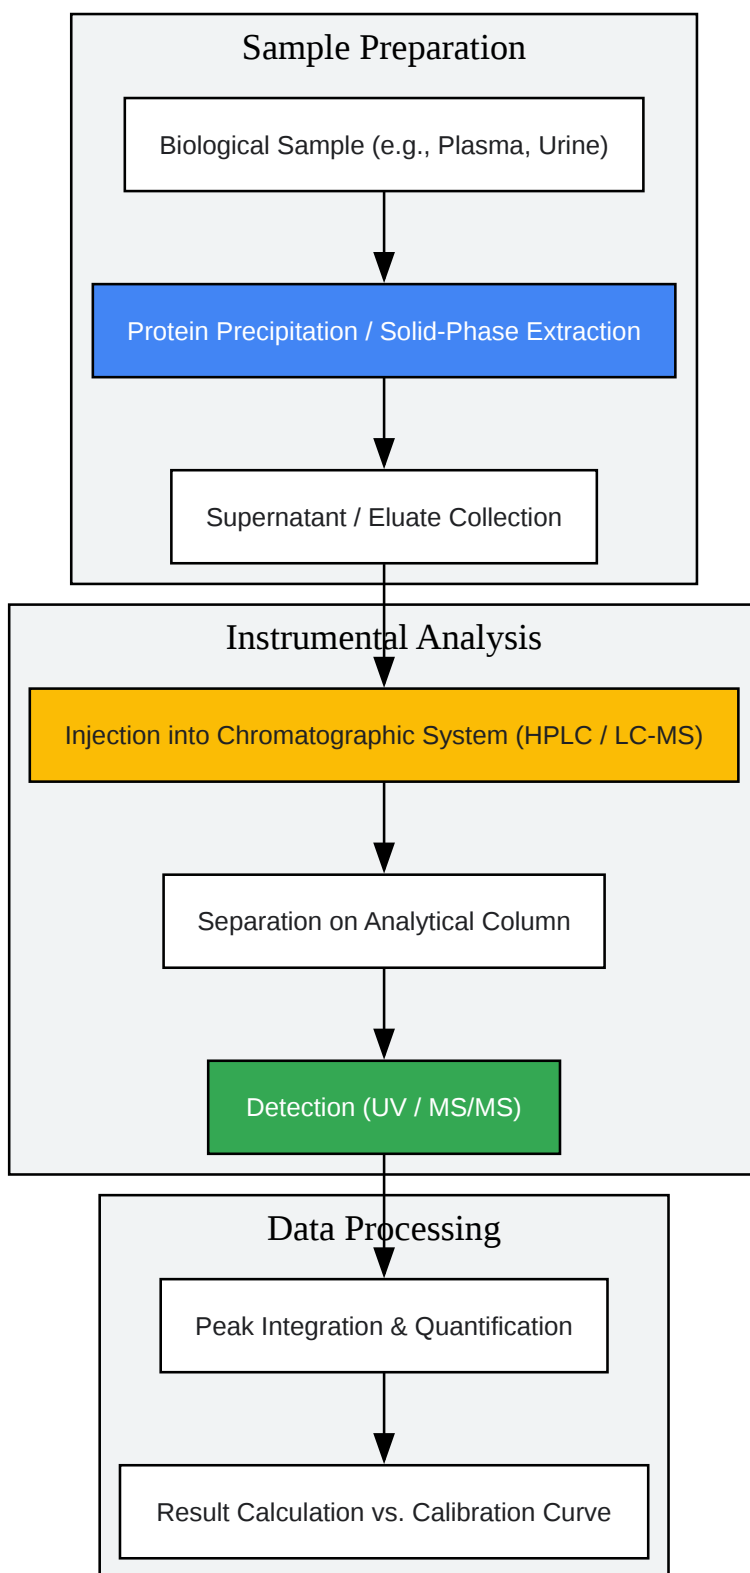 Sample Preparation
Biological Sample (e.g., Plasma, Urine)
Protein Precipitation / Solid-Phase Extraction
Supernatant / Eluate Collection
Instrumental Analysis
Injection into Chromatographic System (HPLC / LC-MS)
Separation on Analytical Column
Detection (UV / MS/MS)
Data Processing
Peak Integration & Quantification
Result Calculation vs. Calibration Curve